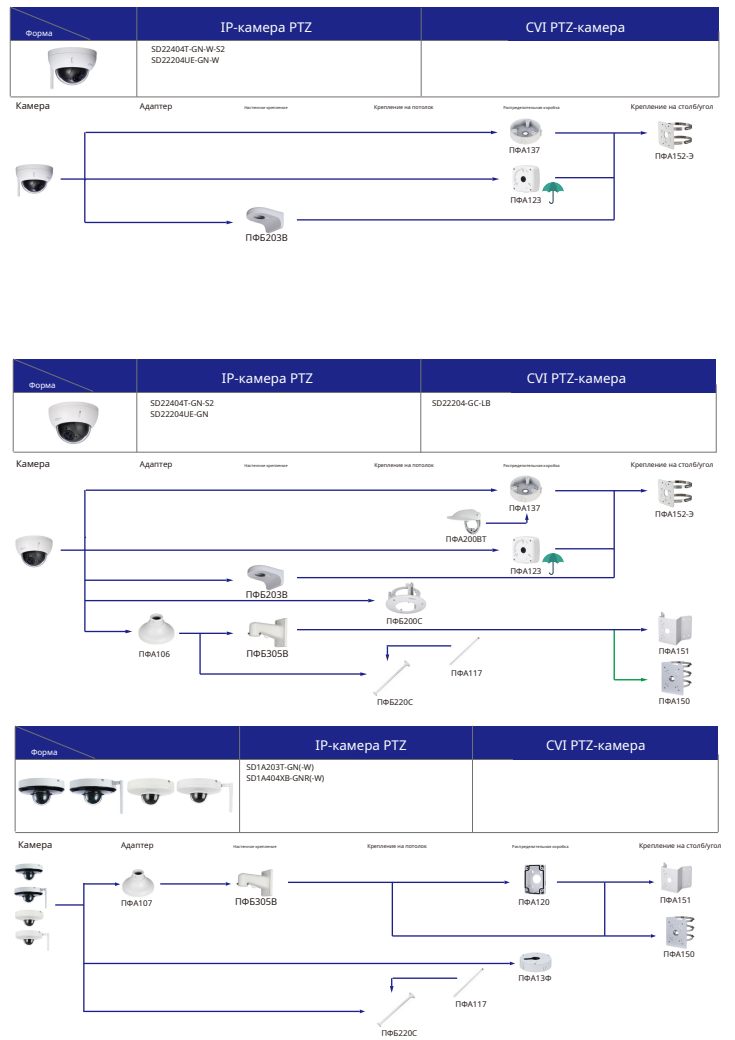 Форма
IP-камера PTZ
CVI PTZ-камера
SD22404T-GN-W-S2
SD22204UE-GN-W
Камера
Адаптер
Настенное крепление
Крепление на потолок
Распределительная коробка
Крепление на столб/угол
ПФА137
ПФА152-Э
ПФА123
ПФБ203В
Форма
IP-камера PTZ
CVI PTZ-камера
SD22404T-GN-S2
SD22204UE-GN
SD22204-GC-LB
Камера
Адаптер
Настенное крепление
Крепление на потолок
Распределительная коробка
Крепление на столб/угол
ПФА137
ПФА152-Э
ПФА200ВТ
ПФА123
ПФБ203В
ПФБ200С
ПФА106
ПФБ305В
ПФА151
ПФА117
ПФБ220С
ПФА150
Форма
IP-камера PTZ
CVI PTZ-камера
SD1A203T-GN(-W)
SD1A404XB-GNR(-W)
Камера
Адаптер
Настенное крепление
Крепление на потолок
Распределительная коробка
Крепление на столб/угол
ПФА107
ПФБ305В
ПФА120
ПФА151
ПФА150
ПФА13Ф
ПФА117
ПФБ220С